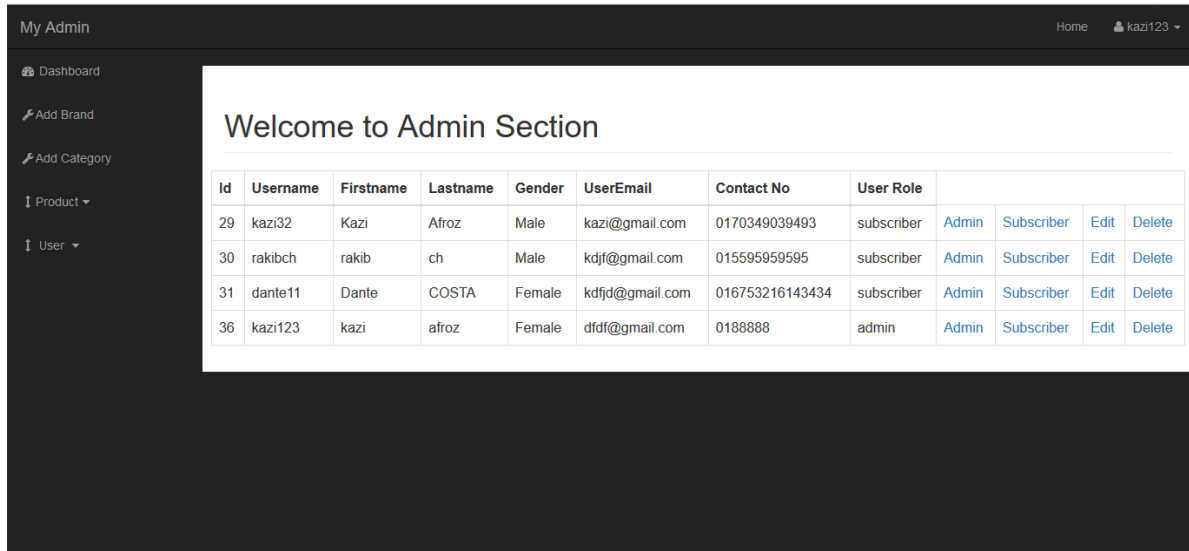 My Admin Home kazi123
Dashboard
Add Brand
Add Category
Product
User
Welcome to Admin Section
Id Username Firstname Lastname Gender UserEmail Contact No User Role
29 kazi32 Kazi Afroz Male kazi@gmail.com 0170349039493 subscriber Admin Subscriber Edit Delete
30 rakibch rakib ch Male kdjf@gmail.com 015595959595 subscriber Admin Subscriber Edit Delete
31 dante11 Dante COSTA Female kdfjd@gmail.com 016753216143434 subscriber Admin Subscriber Edit Delete
36 kazi123 kazi afroz Female dfdf@gmail.com 0188888 admin Admin Subscriber Edit Delete